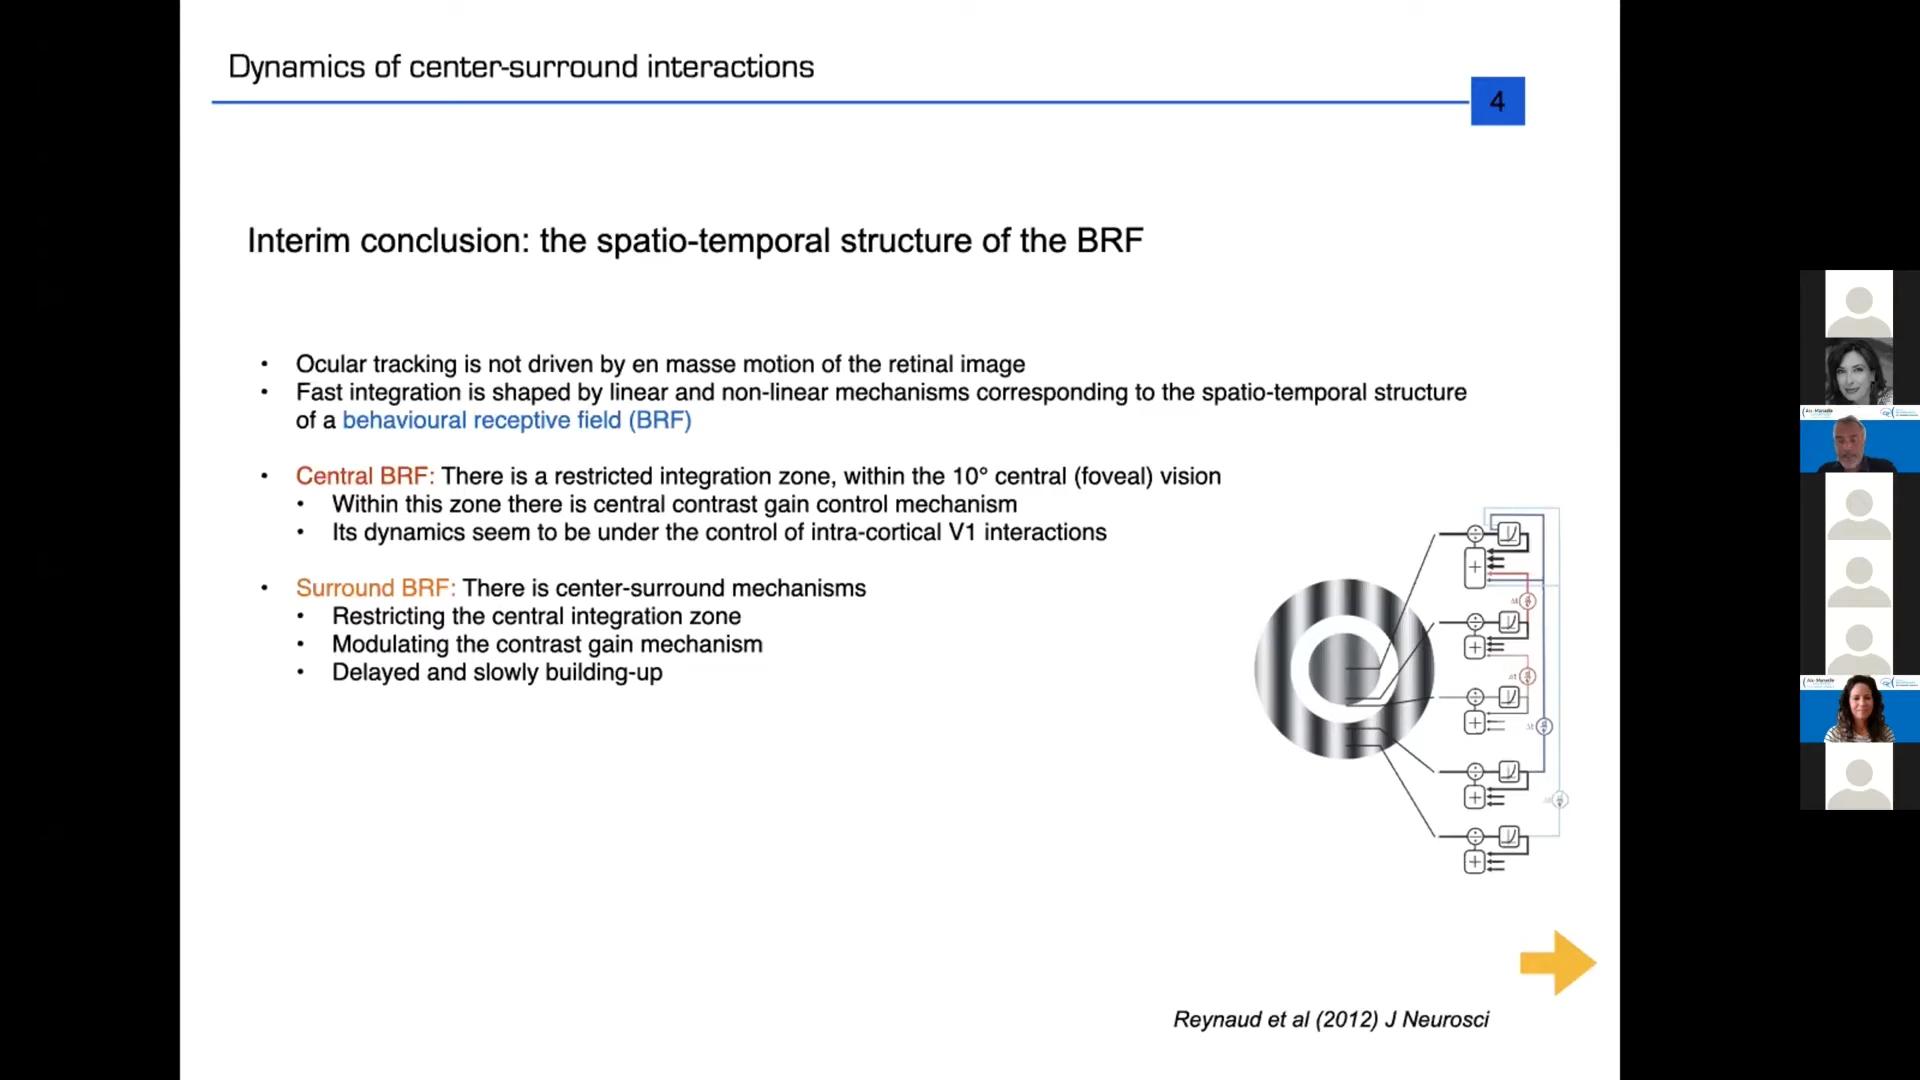 Dynamics of center-surround interactions
4
Interim conclusion: the spatio-temporal structure of the BRF
• Ocular tracking is not driven by en masse motion of the retinal image
• Fast integration is shaped by linear and non-linear mechanisms corresponding to the spatio-temporal structure
of a behavioural receptive field (BRF)
• Central BRF: There is a restricted integration zone, within the 10° central (foveal) vision
• Within this zone there is central contrast gain control mechanism
• Its dynamics seem to be under the control of intra-cortical V1 interactions
• Surround BRF: There is center-surround mechanisms
• Restricting the central integration zone
• Modulating the contrast gain mechanism
• Delayed and slowly building-up
Reynaud et al (2012) J Neurosci